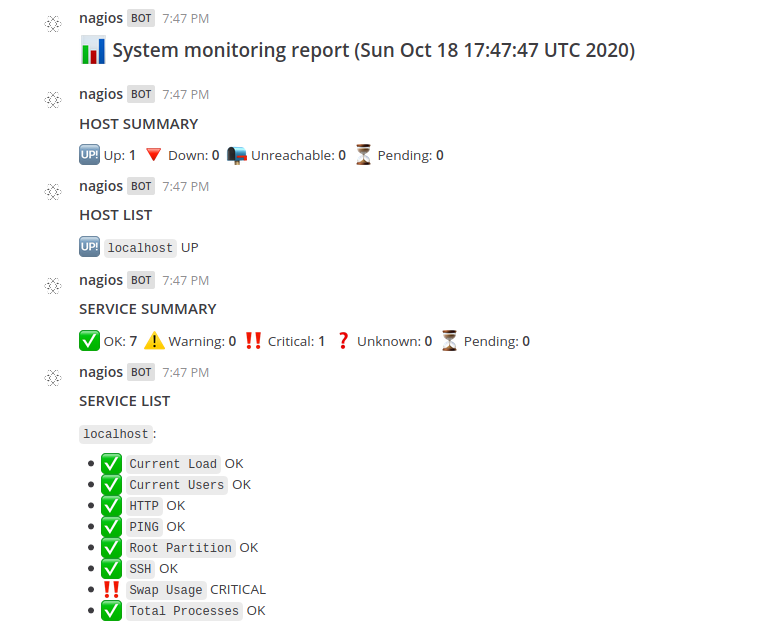 nagios BOT 7:47 PM
System monitoring report (Sun Oct 18 17:47:47 UTC 2020)
nagios BOT 7:47 PM
HOST SUMMARY
UP! Up: 1 Down: 0 Unreachable: 0 Pending: 0
nagios BOT 7:47 PM
HOST LIST
UP! localhost UP
nagios BOT 7:47 PM
SERVICE SUMMARY
OK: 7 Warning: 0 Critical: 1 Unknown: 0 Pending: 0
nagios BOT 7:47 PM
SERVICE LIST
localhost:
Current Load OK
Current Users OK
HTTP OK
PING OK
Root Partition OK
SSH OK
Swap Usage CRITICAL
Total Processes OK